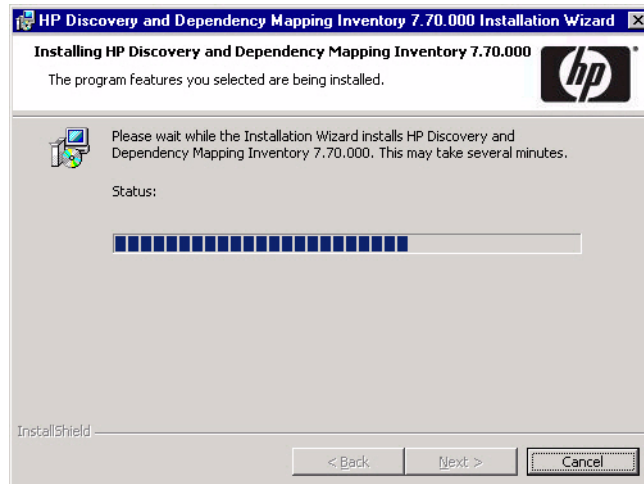 HP Discovery and Dependency Mapping Inventory 7.70.000 Installation Wizard
Installing HP Discovery and Dependency Mapping Inventory 7.70.000
The program features you selected are being installed.
hp
Please wait while the Installation Wizard installs HP Discovery and
Dependency Mapping Inventory 7.70.000. This may take several minutes.
Status:
InstallShield
< Back
Next >
Cancel